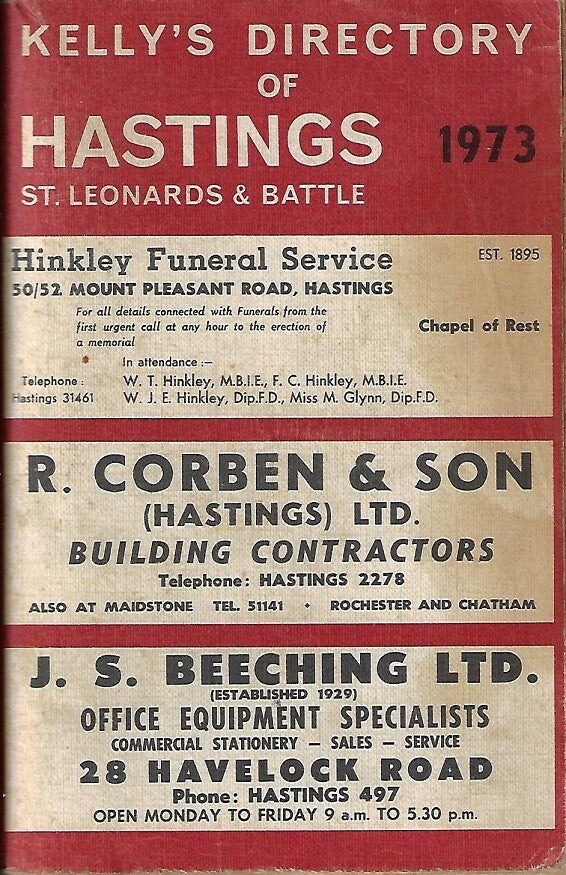 KELLY'S DIRECTORY
OF
HASTINGS 1973
ST. LEONARDS & BATTLE
Hinkley Funeral Service EST. 1895
50/52 MOUNT PLEASANT ROAD, HASTINGS
For all details connected with Funerals from the
first urgent call at any hour to the erection of Chapel of Rest
a memorial
In attendance :—
Telephone : W. T. Hinkley, M.B.I.E., F. C. Hinkley, M.B.I.E.
Hastings 31461 W. J. E. Hinkley, Dip.F.D., Miss M. Glynn, Dip.F.D.
R. CORBEN & SON
(HASTINGS) LTD.
BUILDING CONTRACTORS
Telephone: HASTINGS 2278
ALSO AT MAIDSTONE TEL. 51141 • ROCHESTER AND CHATHAM
J. S. BEECHING LTD.
(ESTABLISHED 1929)
OFFICE EQUIPMENT SPECIALISTS
COMMERCIAL STATIONERY — SALES — SERVICE
28 HAVELOCK ROAD
Phone: HASTINGS 497
OPEN MONDAY TO FRIDAY 9 a.m. TO 5.30 p.m.